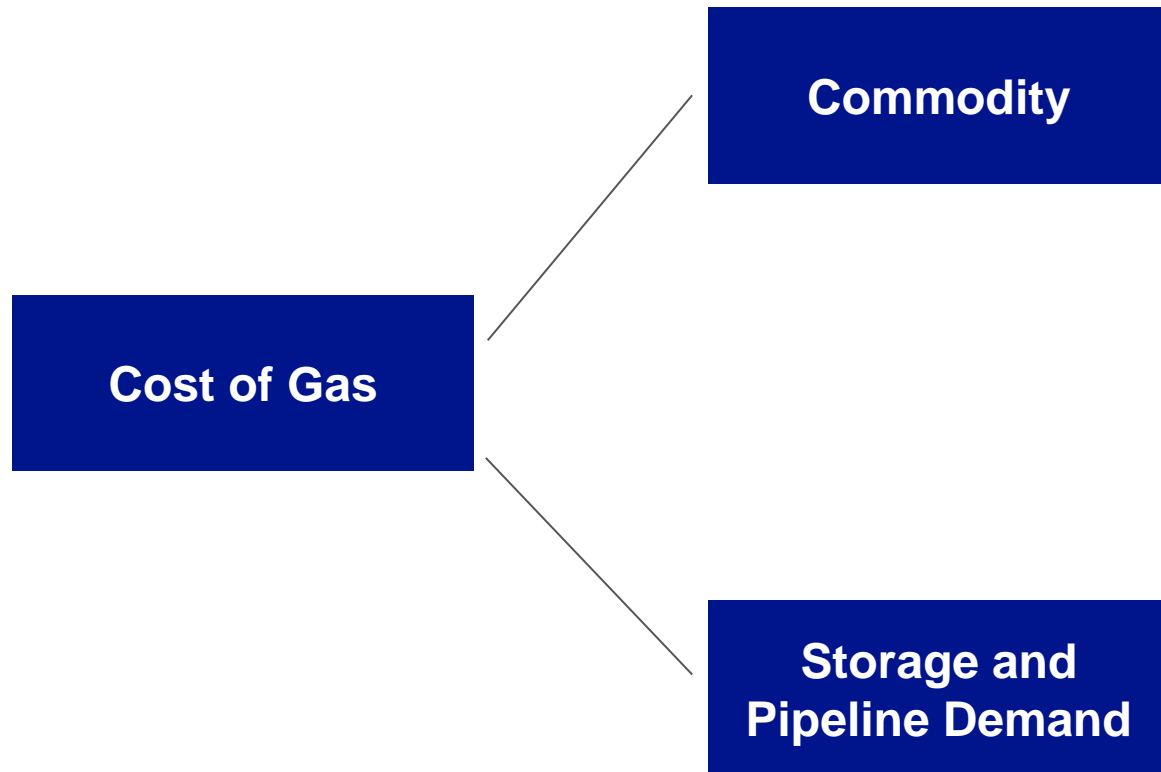 Commodity
Cost of Gas
Storage and
Pipeline Demand